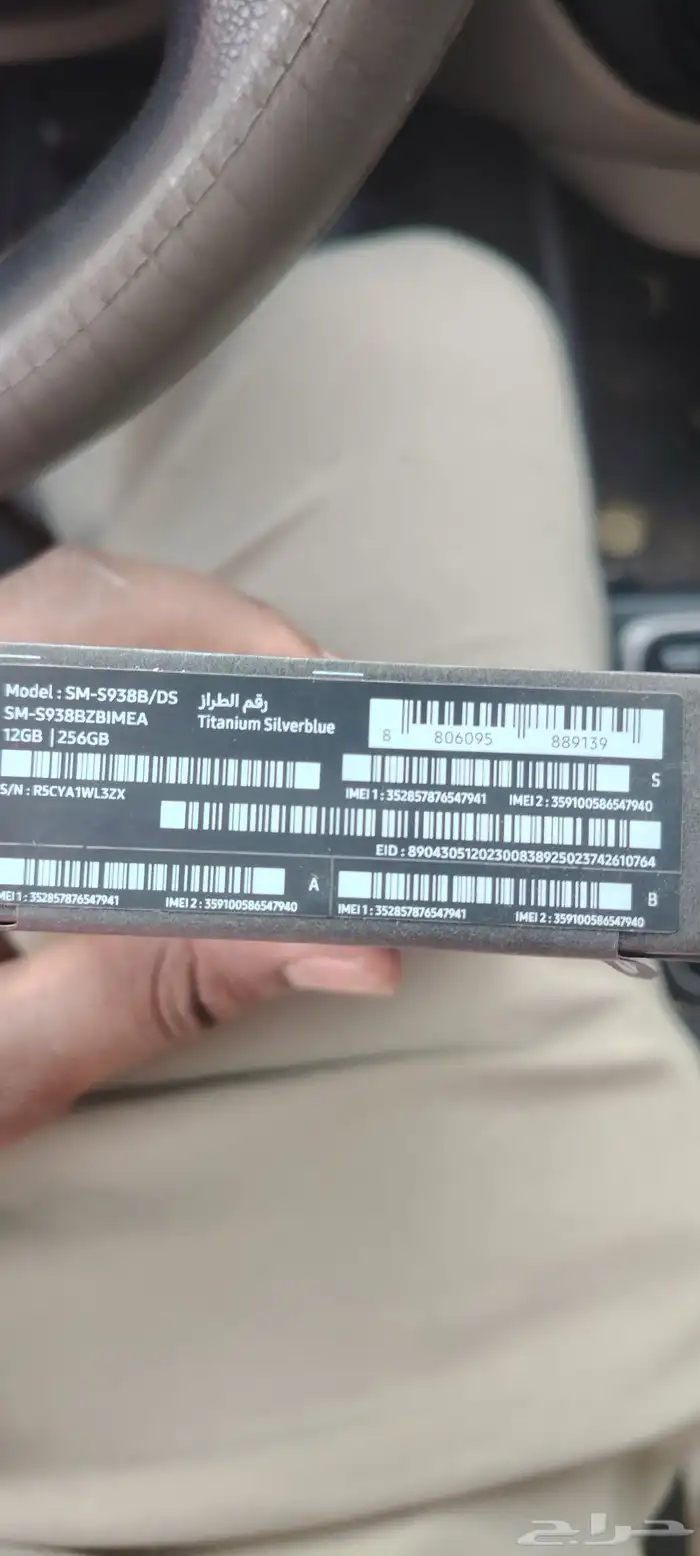 Model : SM-S938B/DS رقم الطراز
SM-S938BZBIMEA Titanium Silverblue
12GB | 256GB
8 806095 889139
S
S/N : R5CYA1WL3ZX
IMEI 1 : 352857876547941 IMEI 2 : 359100586547940
EID : 89043051202300838925023742610764
A
MEI 1 : 352857876547941 IMEI 2 : 359100586547940
B
IMEI 1 : 352857876547941 IMEI 2 : 359100586547940
حراج